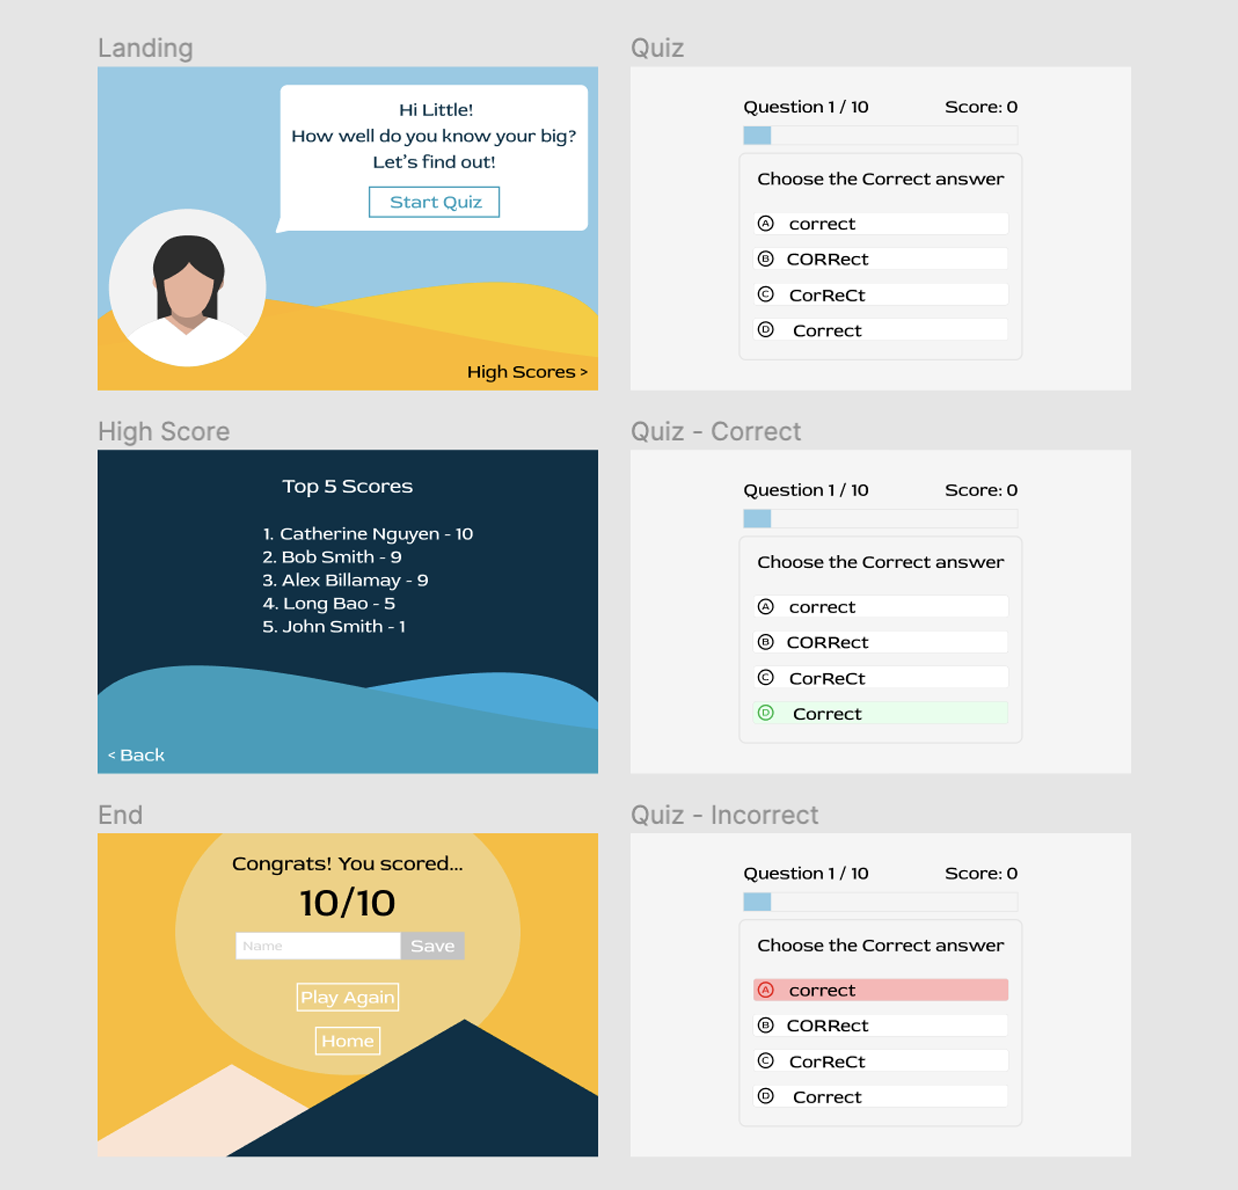 Landing
Hi Little!
How well do you know your big?
Let's find out!
Start Quiz
High Scores >
Quiz
Question 1 / 10 Score: 0
Choose the Correct answer
A correct
B CORRect
C CorReCt
D Correct
High Score
Top 5 Scores
1. Catherine Nguyen - 10
2. Bob Smith - 9
3. Alex Billamay - 9
4. Long Bao - 5
5. John Smith - 1
< Back
Quiz - Correct
Question 1 / 10 Score: 0
Choose the Correct answer
A correct
B CORRect
C CorReCt
D Correct
End
Congrats! You scored...
10/10
Name Save
Play Again
Home
Quiz - Incorrect
Question 1 / 10 Score: 0
Choose the Correct answer
A correct
B CORRect
C CorReCt
D Correct